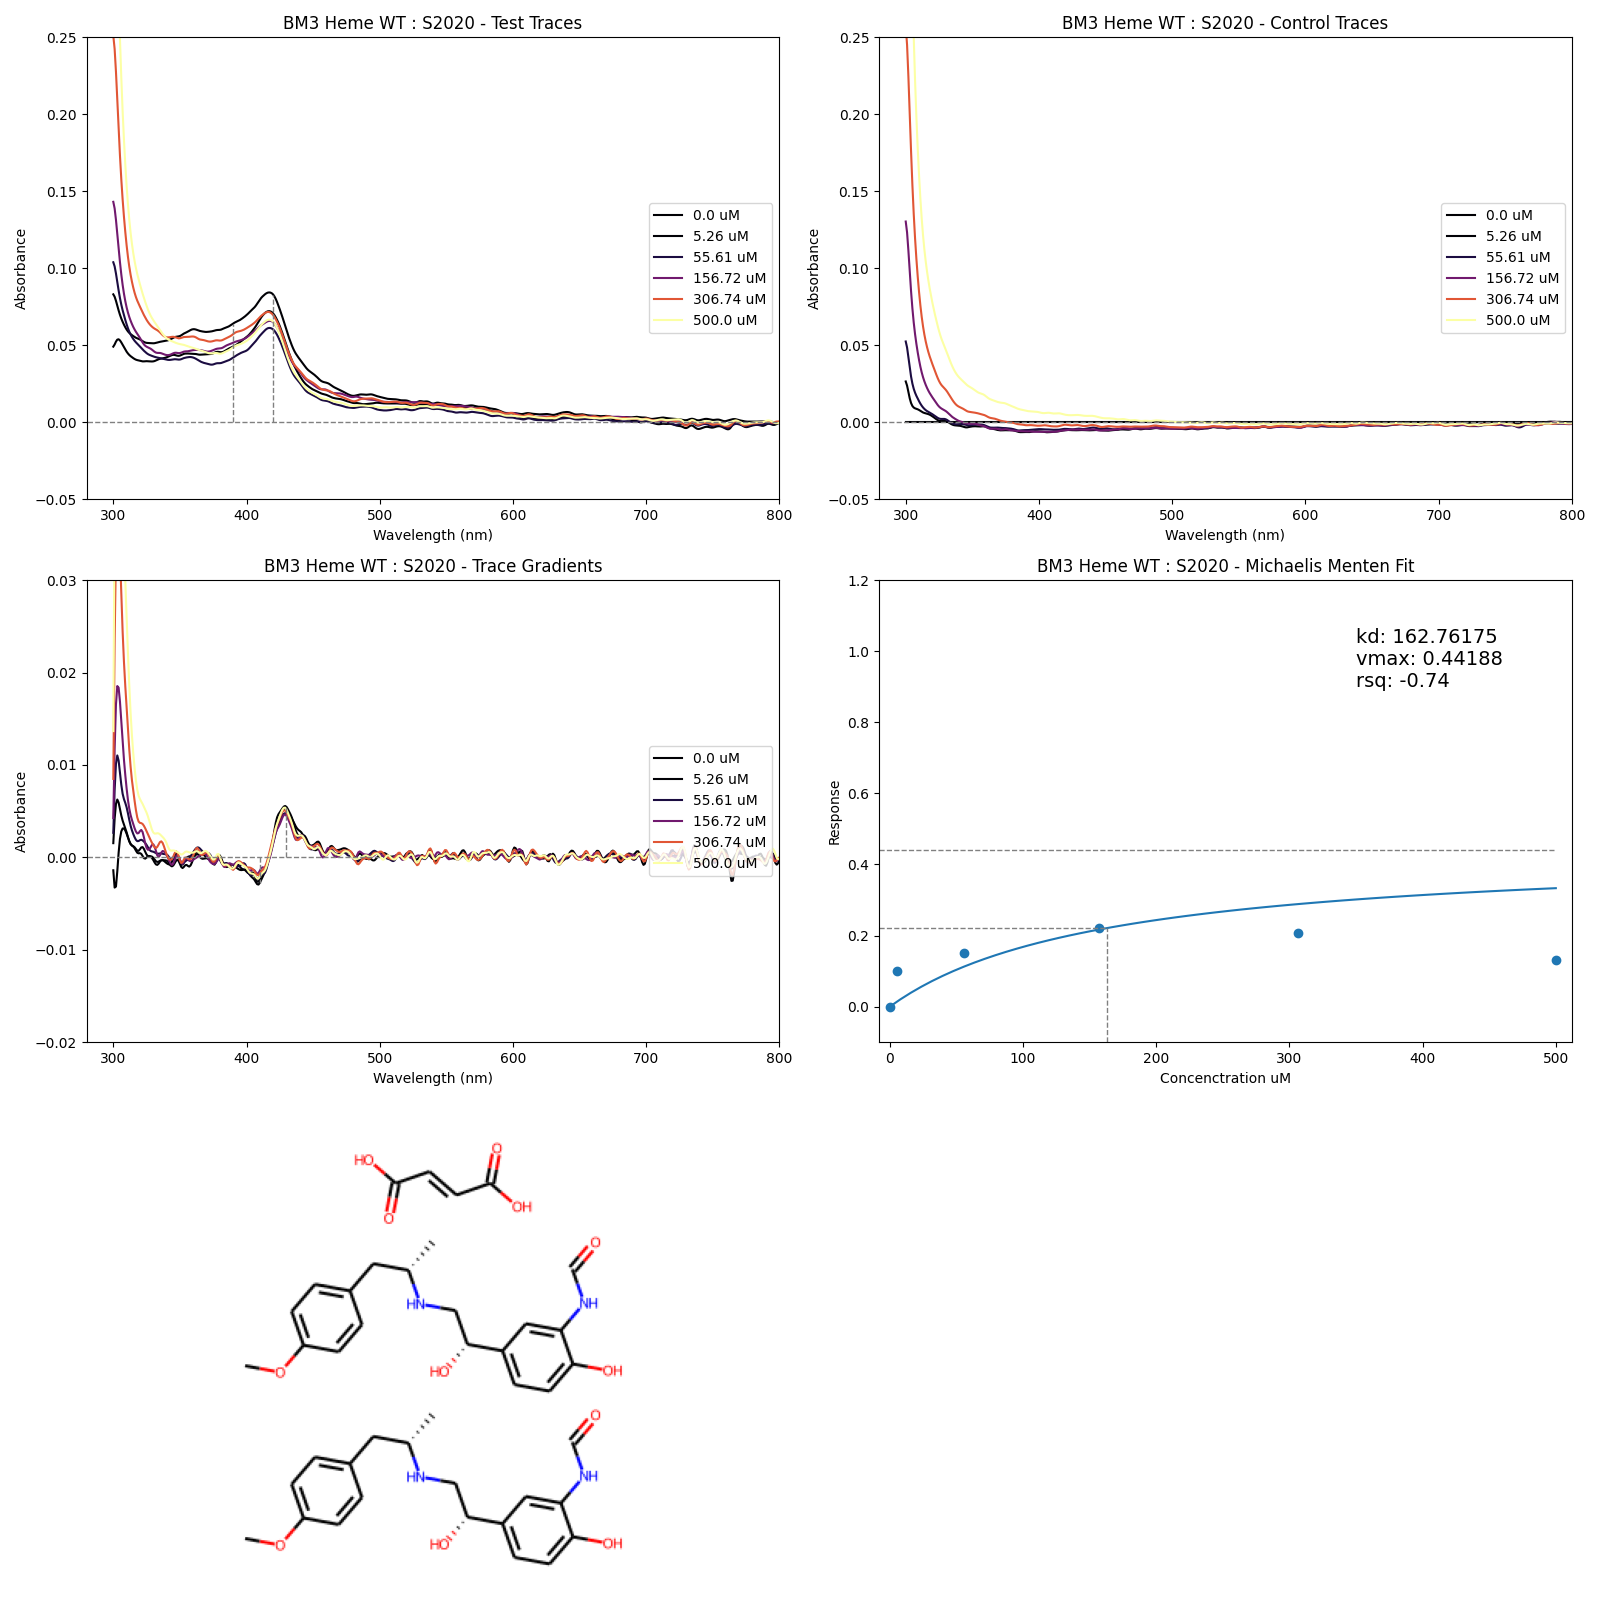 BM3 Heme WT : S2020 - Test Traces
0.25
0.20
0.15
0.10
0.05
0.00
−0.05
Absorbance
300 400 500 600 700 800
Wavelength (nm)
0.0 uM
5.26 uM
55.61 uM
156.72 uM
306.74 uM
500.0 uM
BM3 Heme WT : S2020 - Control Traces
0.25
0.20
0.15
0.10
0.05
0.00
−0.05
Absorbance
300 400 500 600 700 800
Wavelength (nm)
0.0 uM
5.26 uM
55.61 uM
156.72 uM
306.74 uM
500.0 uM
BM3 Heme WT : S2020 - Trace Gradients
0.03
0.02
0.01
0.00
−0.01
−0.02
Absorbance
300 400 500 600 700 800
Wavelength (nm)
0.0 uM
5.26 uM
55.61 uM
156.72 uM
306.74 uM
500.0 uM
BM3 Heme WT : S2020 - Michaelis Menten Fit
1.2
1.0
0.8
0.6
0.4
0.2
0.0
Response
0 100 200 300 400 500
Concenctration uM
kd: 162.76175
vmax: 0.44188
rsq: -0.74
HO O
O OH
O
HN NH
O HO OH
O
HN NH
O HO OH